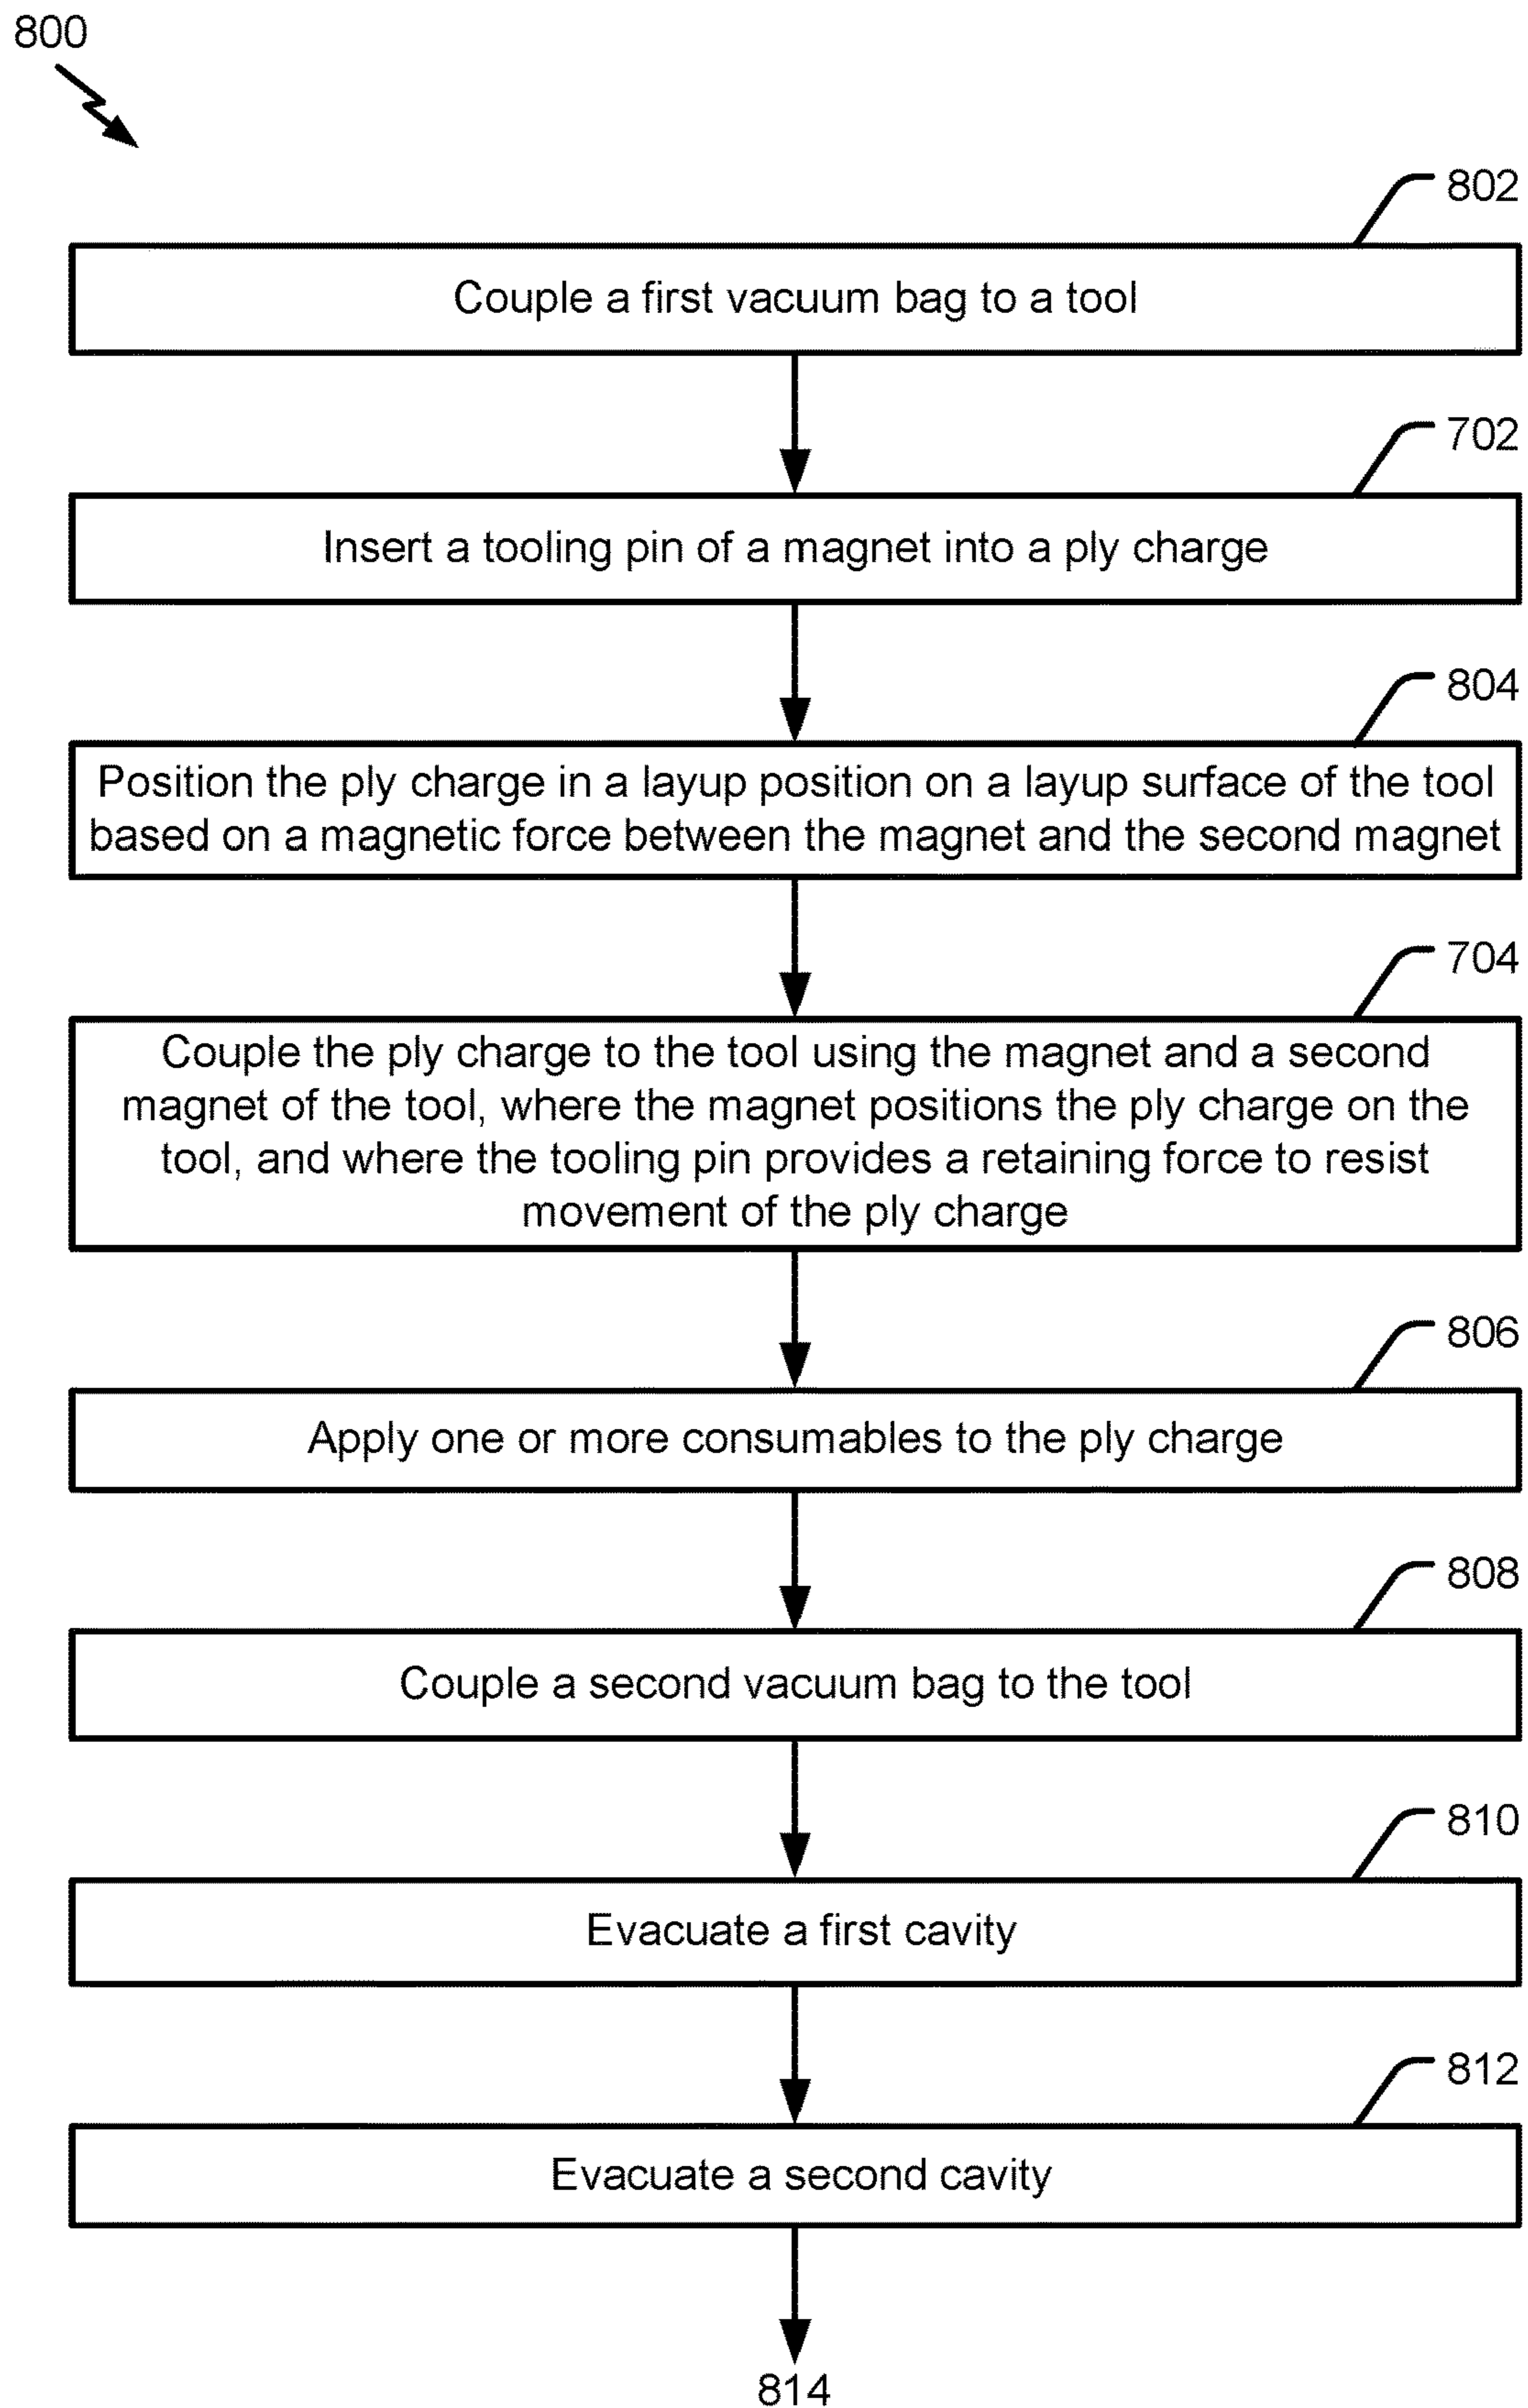 800
802
Couple a first vacuum bag to a tool
702
Insert a tooling pin of a magnet into a ply charge
804
Position the ply charge in a layup position on a layup surface of the tool
based on a magnetic force between the magnet and the second magnet
704
Couple the ply charge to the tool using the magnet and a second
magnet of the tool, where the magnet positions the ply charge on the
tool, and where the tooling pin provides a retaining force to resist
movement of the ply charge
806
Apply one or more consumables to the ply charge
808
Couple a second vacuum bag to the tool
810
Evacuate a first cavity
812
Evacuate a second cavity
814